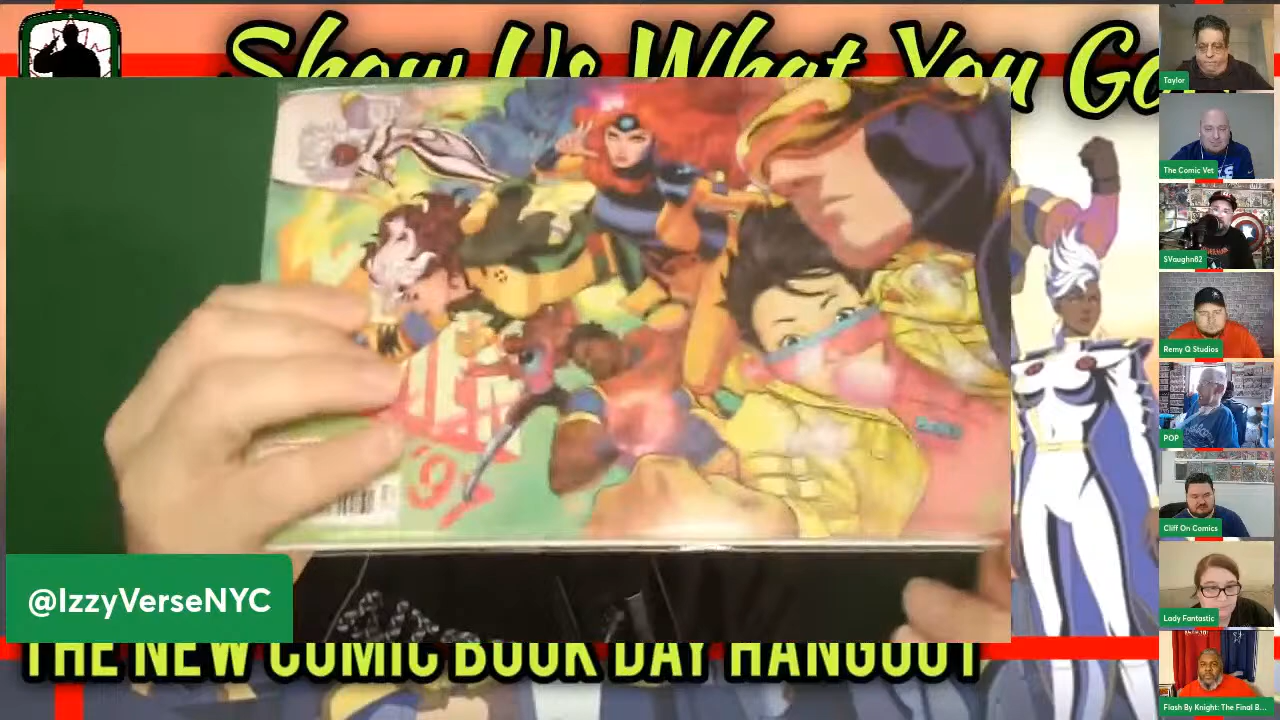 Show Us What You Go
Taylor
The Comic Vet
SVaughn82
Remy Q Studios
POP
Cliff On Comics
Lady Fantastic
Flash By Knight: The Final B...
'97
@IzzyVerseNYC
THE NEW COMIC BOOK DAY HANGOUT